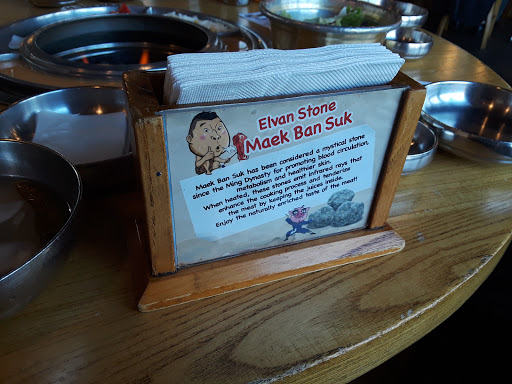 Elvan Stone
Maek Ban Suk
Maek Ban Suk has been considered a mystical stone
since the Ning Dynasty for promoting blood circulation,
metabolism and healthier skin.
When heated, these stones emit infrared rays that
enhance the cooking process and tenderize
the meat by keeping the juices inside.
Enjoy the naturally enriched taste of the meat!